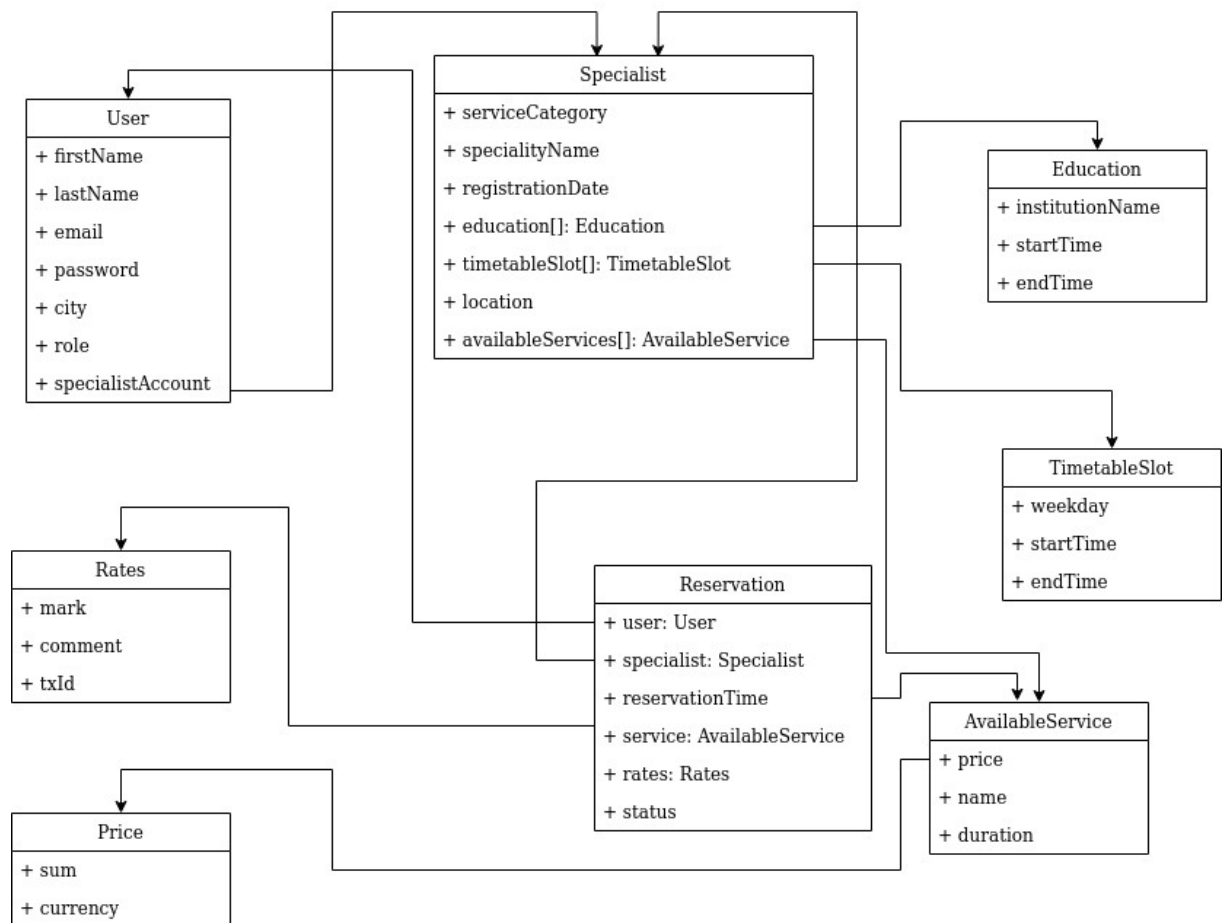 Specialist
+ serviceCategory
+ specialityName
+ registrationDate
+ education[]: Education
+ timetableSlot[]: TimetableSlot
+ location
+ availableServices[]: AvailableService
User
+ firstName
+ lastName
+ email
+ password
+ city
+ role
+ specialistAccount
Education
+ institutionName
+ startTime
+ endTime
TimetableSlot
+ weekday
+ startTime
+ endTime
Rates
+ mark
+ comment
+ txId
Reservation
+ user: User
+ specialist: Specialist
+ reservationTime
+ service: AvailableService
+ rates: Rates
+ status
AvailableService
+ price
+ name
+ duration
Price
+ sum
+ currency